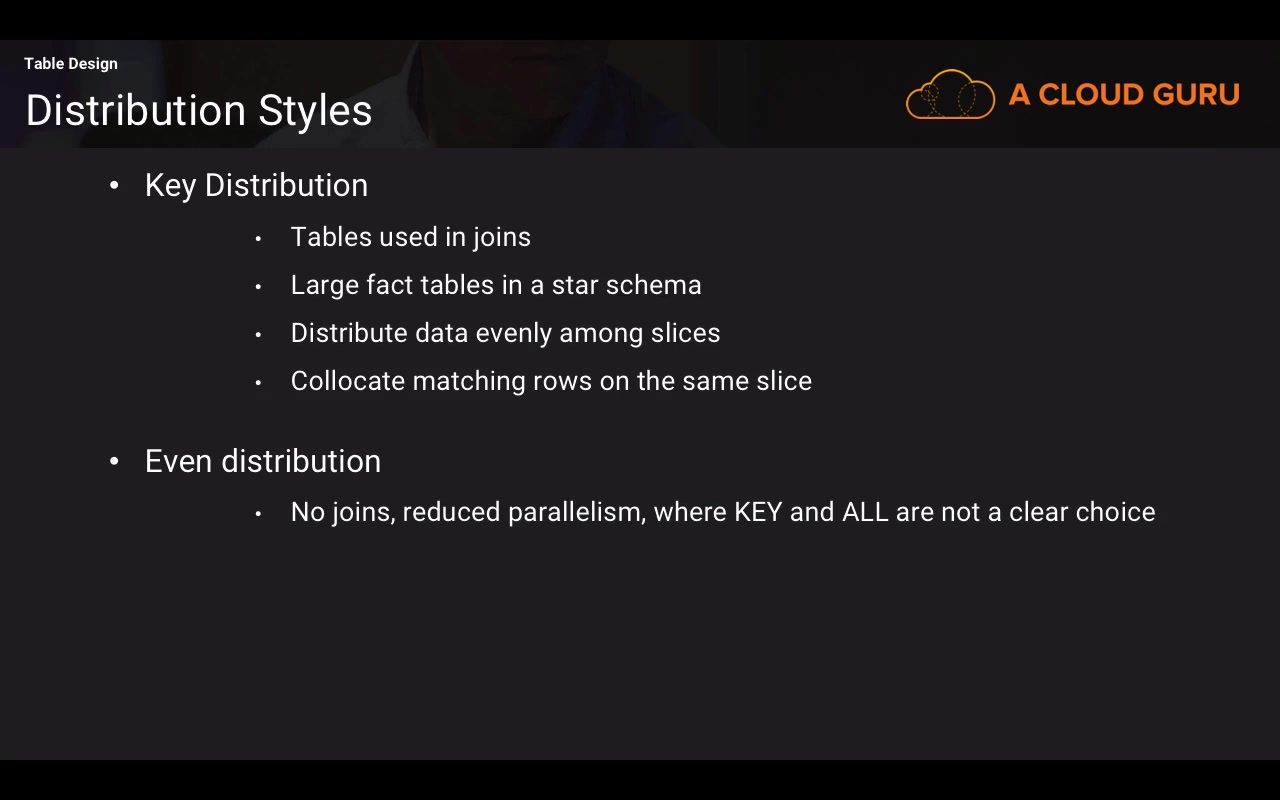 Table Design
Distribution Styles
A CLOUD GURU
• Key Distribution
• Tables used in joins
• Large fact tables in a star schema
• Distribute data evenly among slices
• Collocate matching rows on the same slice
• Even distribution
• No joins, reduced parallelism, where KEY and ALL are not a clear choice